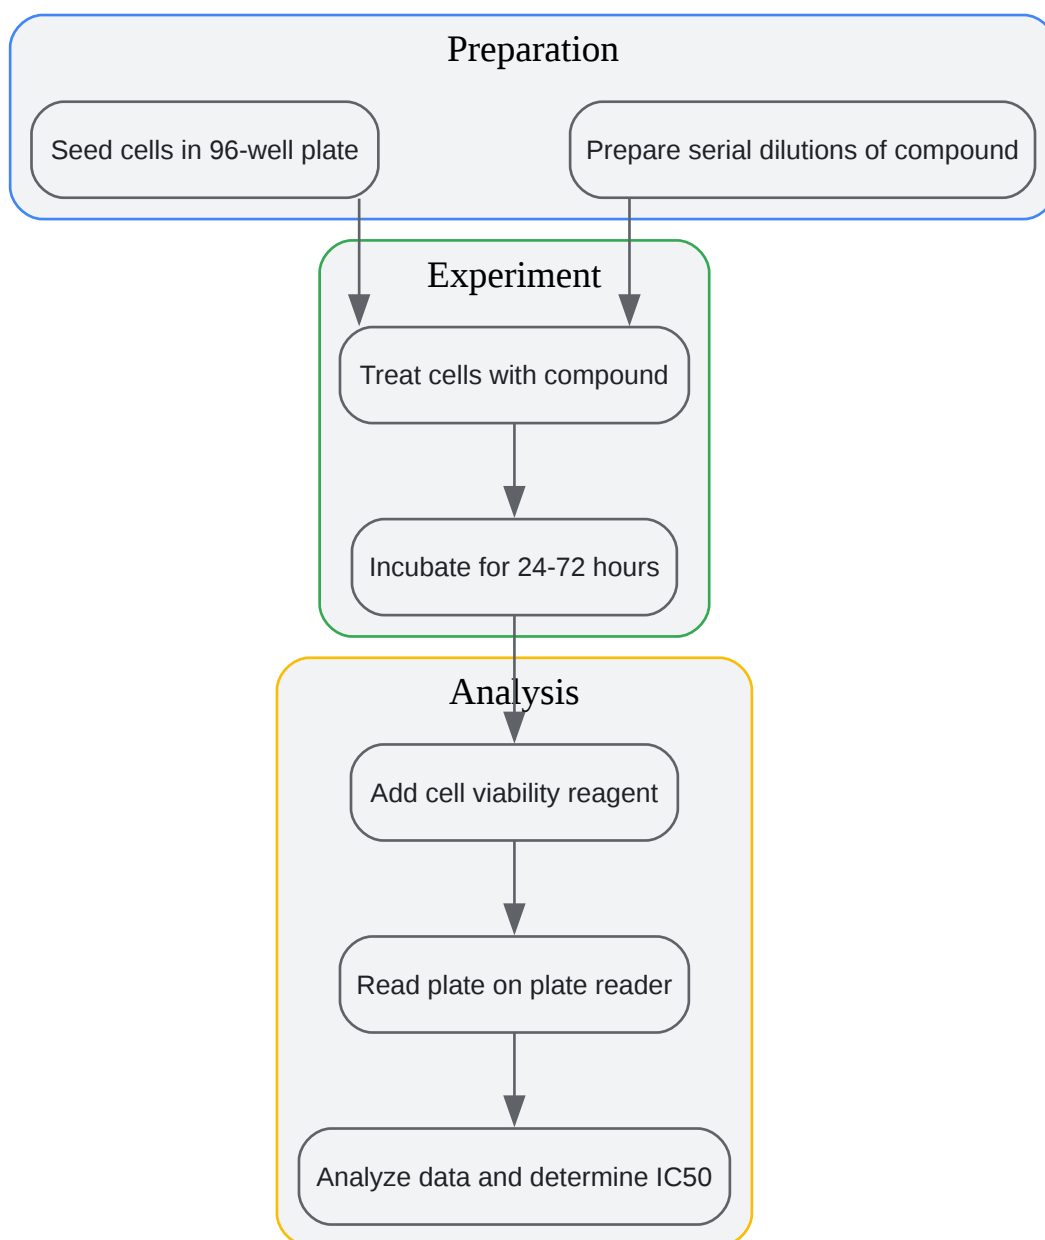 Preparation
Seed cells in 96-well plate
Prepare serial dilutions of compound
Experiment
Treat cells with compound
Incubate for 24-72 hours
Analysis
Add cell viability reagent
Read plate on plate reader
Analyze data and determine IC50